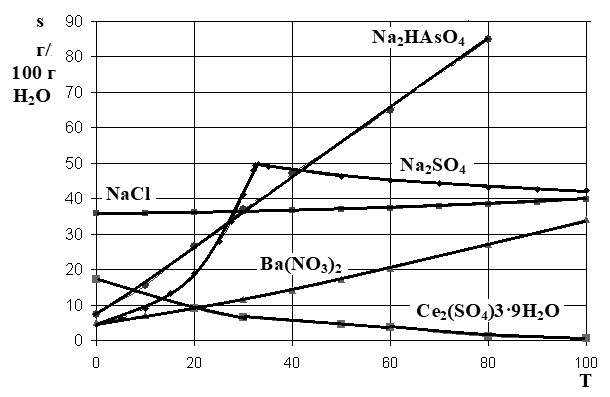 s
г/
100 г
H₂O
90
80
70
60
50
40
30
20
10
0
Na₂HAsO₄
Na₂SO₄
NaCl
Ba(NO₃)₂
Ce₂(SO₄)3·9H₂O
0 20 40 60 80 100
T